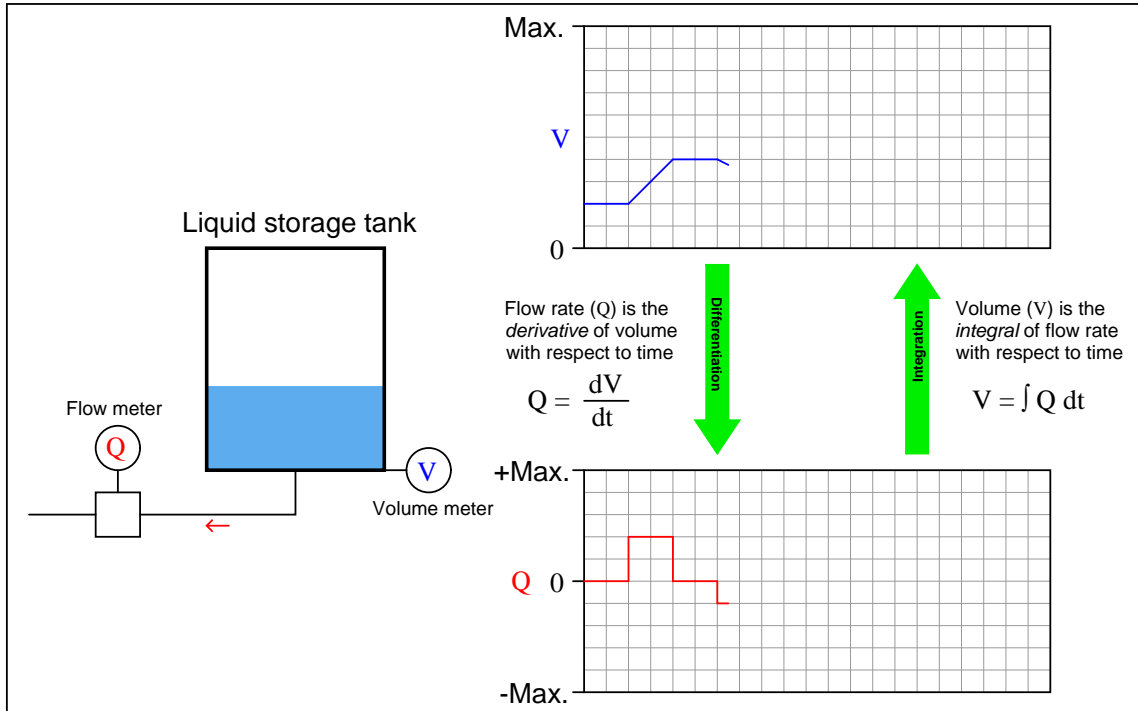 Max.
V
0
Liquid storage tank
Flow meter
Q
V
Volume meter
Flow rate (Q) is the
derivative of volume
with respect to time
Q = dV/dt
Differentiation
Integration
Volume (V) is the
integral of flow rate
with respect to time
V = ∫ Q dt
+Max.
Q 0
-Max.